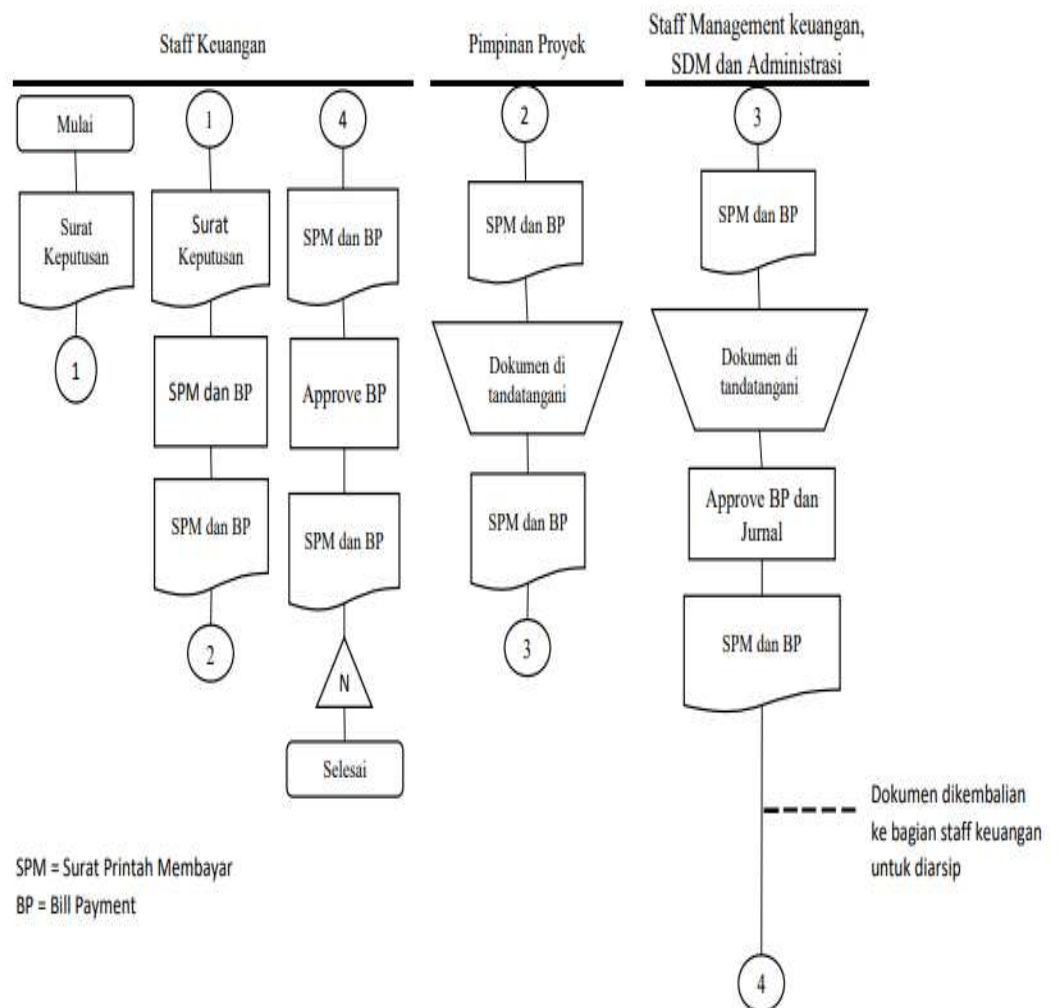 Staff Keuangan
Mulai
Surat
Keputusan
1
1
Surat
Keputusan
SPM dan BP
SPM dan BP
2
4
SPM dan BP
Approve BP
SPM dan BP
N
Selesai
Pimpinan Proyek
2
SPM dan BP
Dokumen di
tandatangani
SPM dan BP
3
Staff Management keuangan,
SDM dan Administrasi
3
SPM dan BP
Dokumen di
tandatangani
Approve BP dan
Jurnal
SPM dan BP
Dokumen dikembalian
ke bagian staff keuangan
untuk diarsip
4
SPM = Surat Printah Membayar
BP = Bill Payment